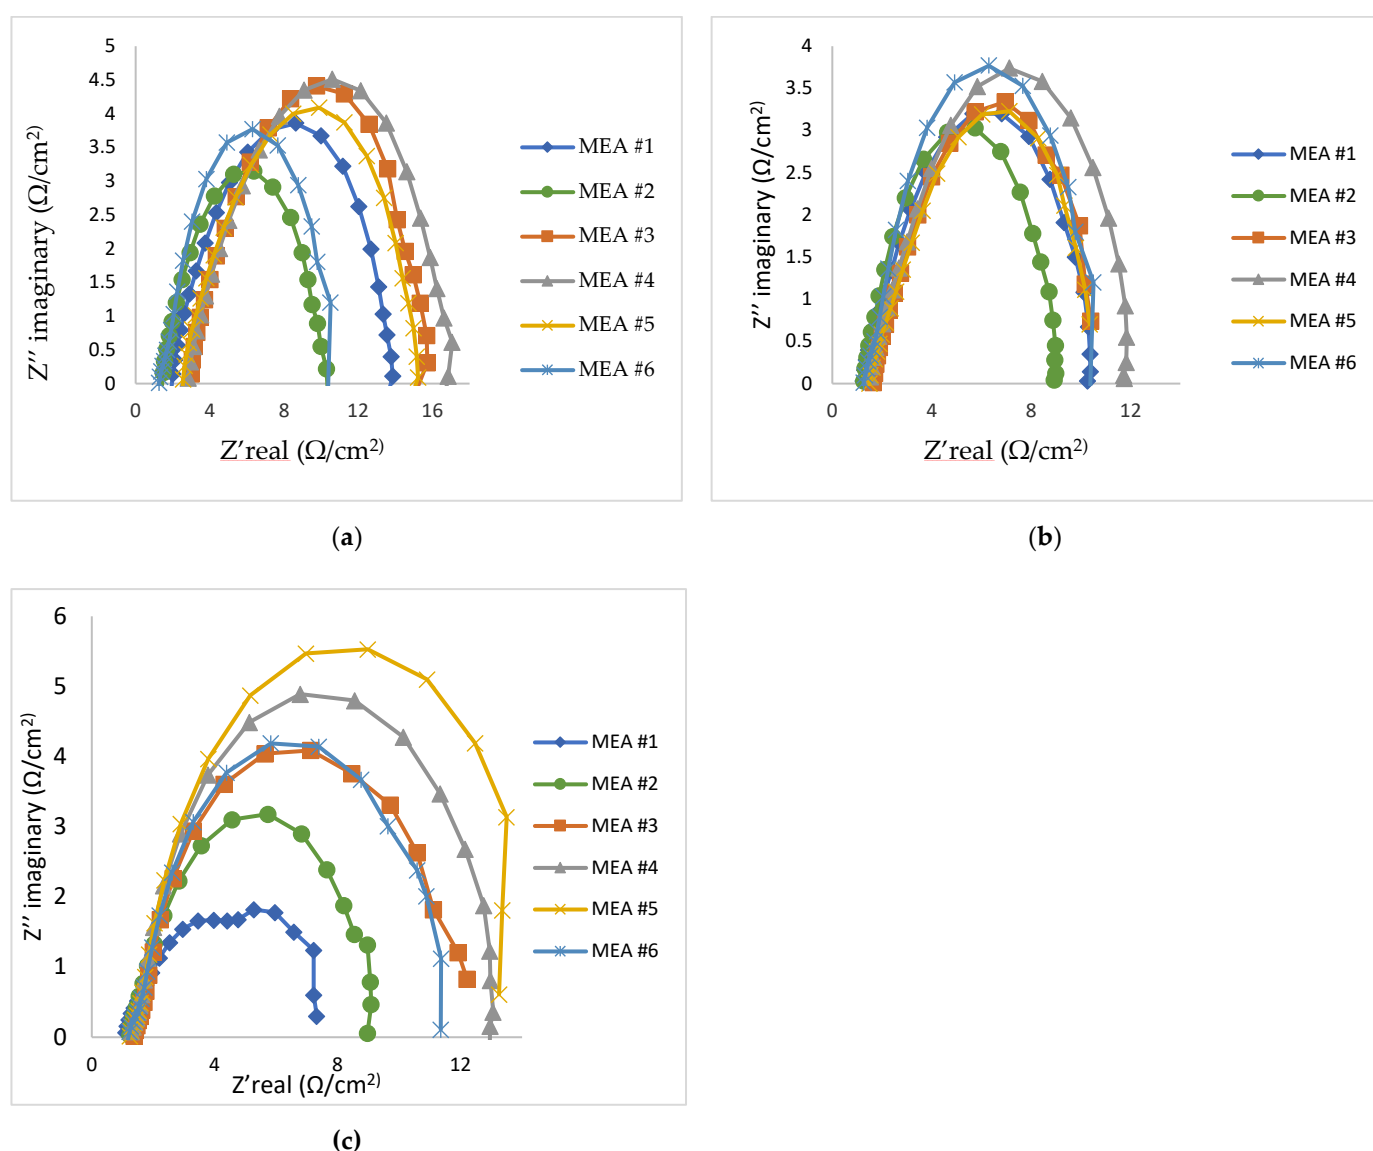 5
4.5
4
3.5
3
2.5
2
1.5
1
0.5
0
0 4 8 12 16
Z'' imaginary (Ω/cm2)
Z'real (Ω/cm2)
MEA #1
MEA #2
MEA #3
MEA #4
MEA #5
MEA #6
(a)
4
3.5
3
2.5
2
1.5
1
0.5
0
0 4 8 12
Z'' imaginary (Ω/cm2)
Z'real (Ω/cm2)
MEA #1
MEA #2
MEA #3
MEA #4
MEA #5
MEA #6
(b)
6
5
4
3
2
1
0
0 4 8 12
Z'' imaginary (Ω/cm2)
Z'real (Ω/cm2)
MEA #1
MEA #2
MEA #3
MEA #4
MEA #5
MEA #6
(c)